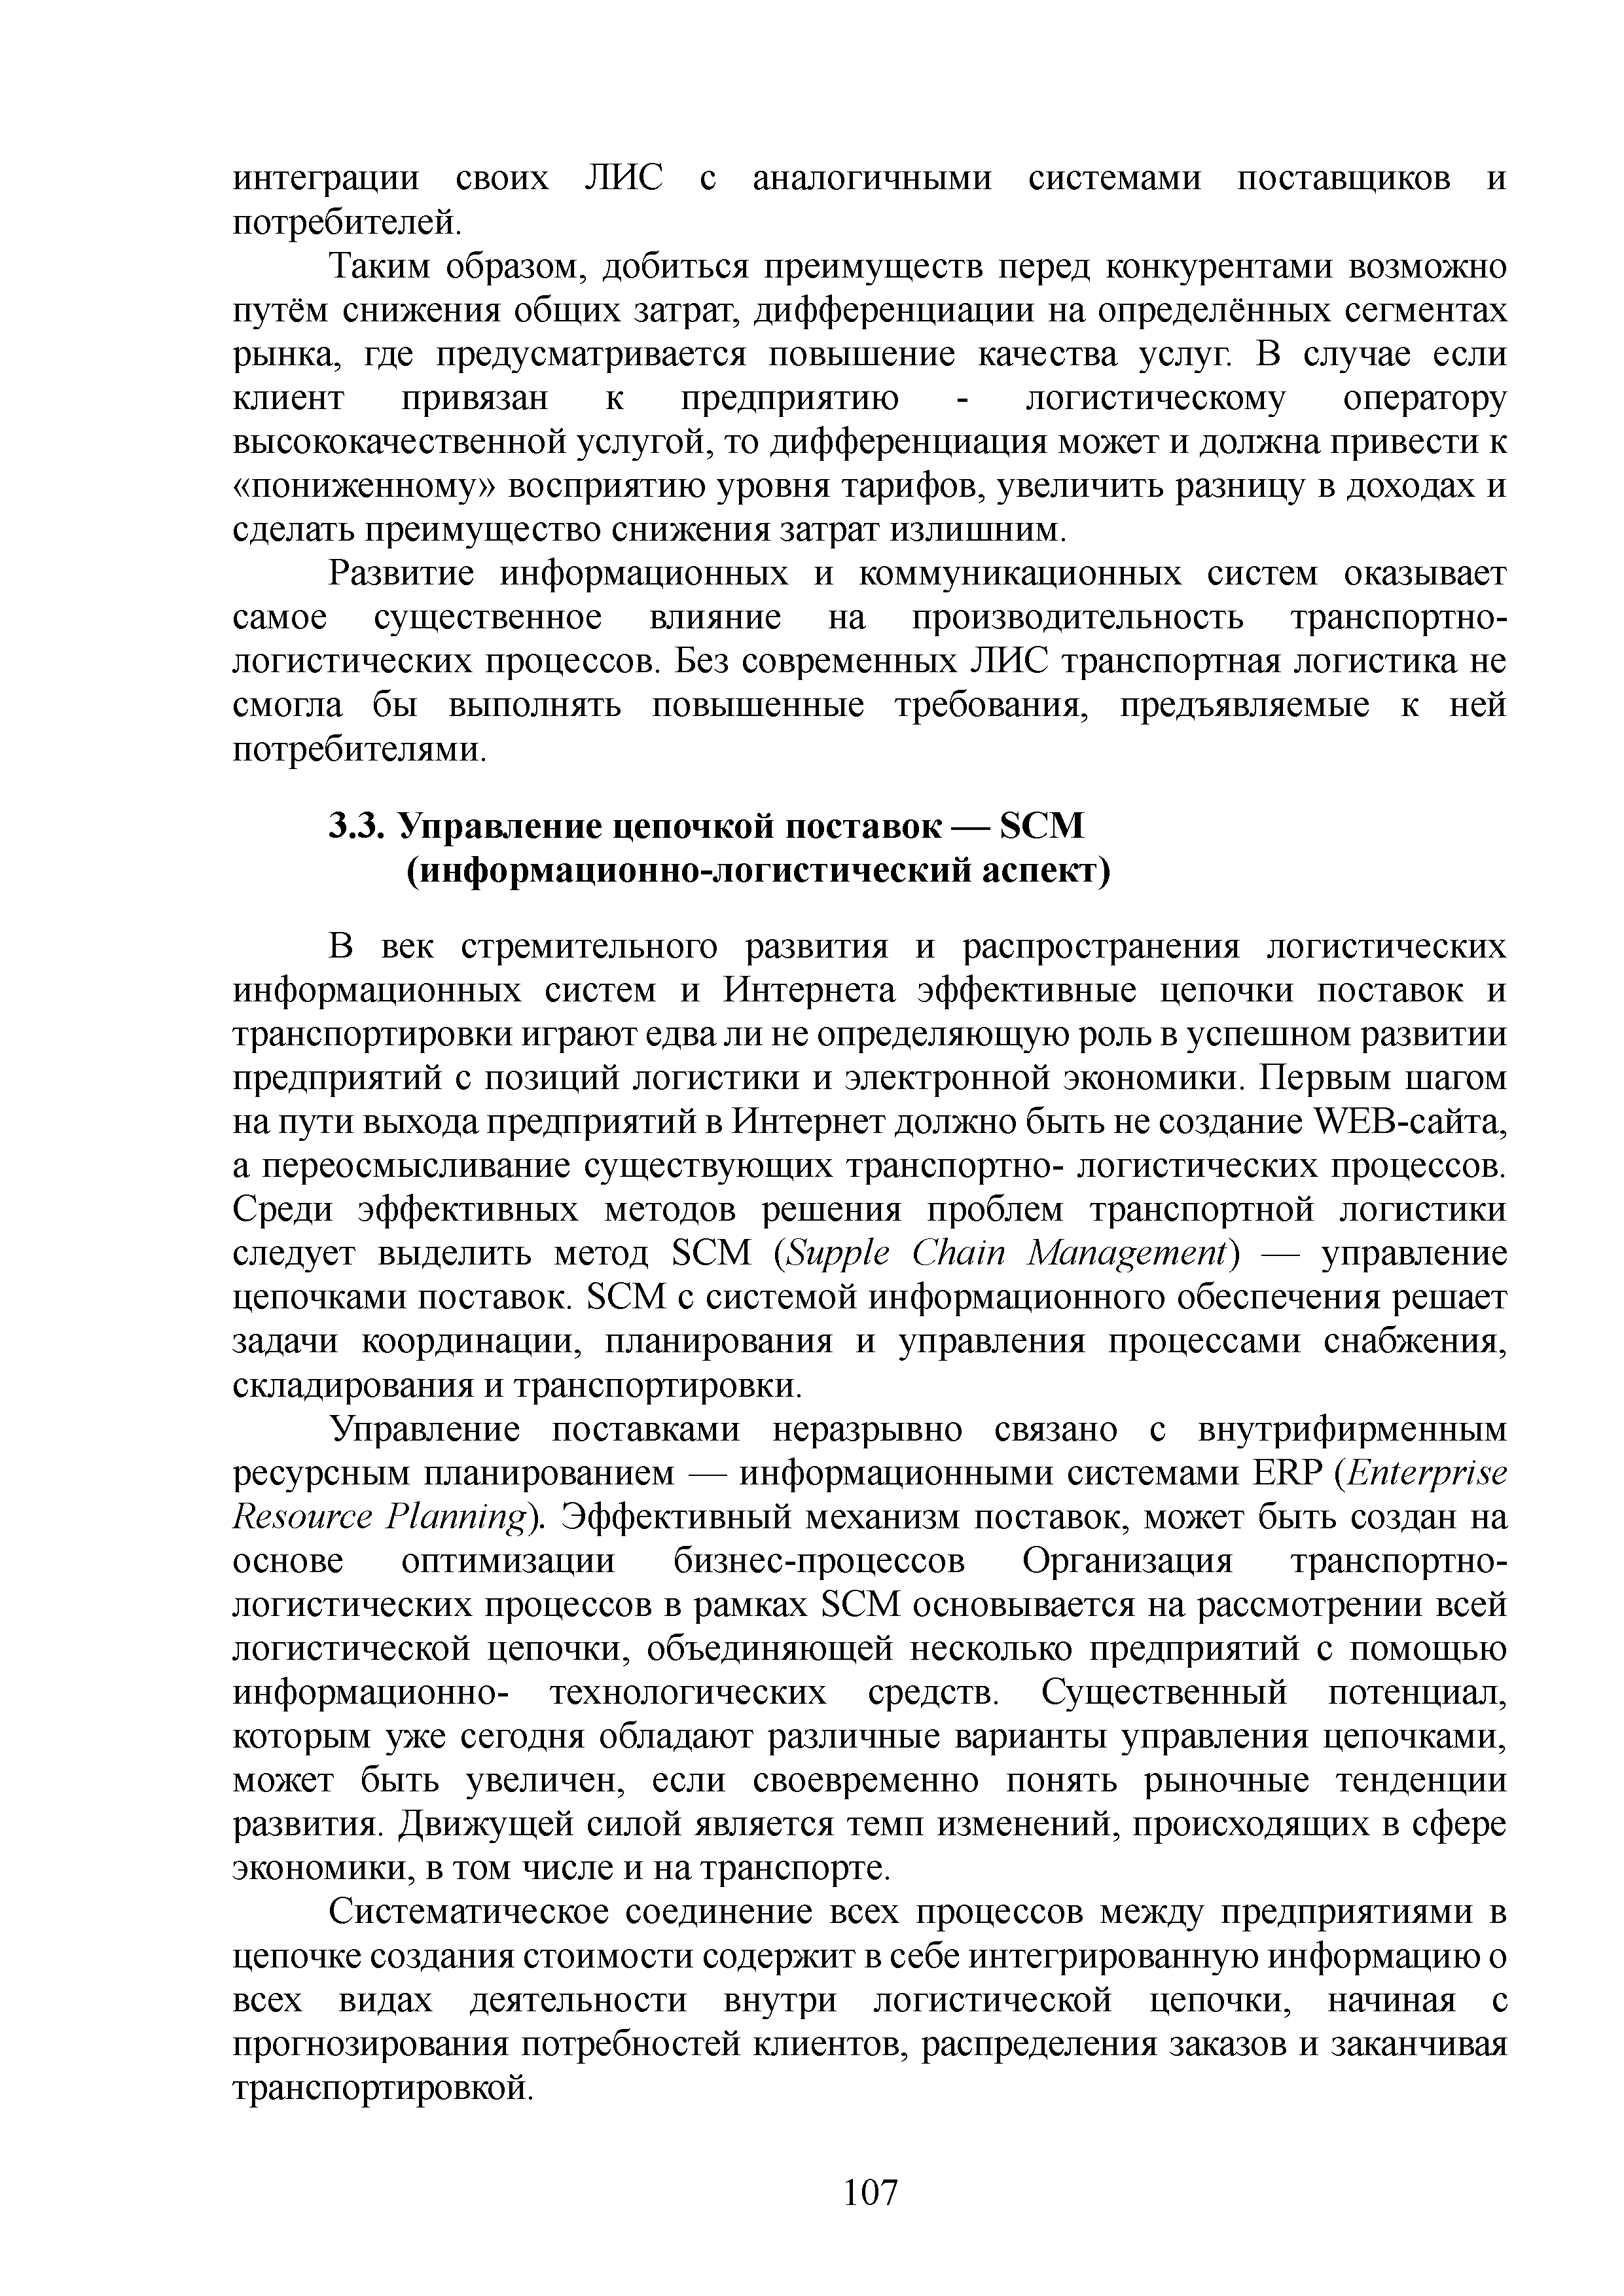 интеграции своих ЛИС с аналогичными системами поставщиков и
потребителей.
Таким образом, добиться преимуществ перед конкурентами возможно
путём снижения общих затрат, дифференциации на определённых сегментах
рынка, где предусматривается повышение качества услуг. В случае если
клиент привязан к предприятию - логистическому оператору
высококачественной услугой, то дифференциация может и должна привести к
«пониженному» восприятию уровня тарифов, увеличить разницу в доходах и
сделать преимущество снижения затрат излишним.
Развитие информационных и коммуникационных систем оказывает
самое существенное влияние на производительность транспортно-
логистических процессов. Без современных ЛИС транспортная логистика не
смогла бы выполнять повышенные требования, предъявляемые к ней
потребителями.
3.3. Управление цепочкой поставок — SCM
(информационно-логистический аспект)
В век стремительного развития и распространения логистических
информационных систем и Интернета эффективные цепочки поставок и
транспортировки играют едва ли не определяющую роль в успешном развитии
предприятий с позиций логистики и электронной экономики. Первым шагом
на пути выхода предприятий в Интернет должно быть не создание WEB-сайта,
а переосмысливание существующих транспортно- логистических процессов.
Среди эффективных методов решения проблем транспортной логистики
следует выделить метод SCM (Supple Chain Management) — управление
цепочками поставок. SCM с системой информационного обеспечения решает
задачи координации, планирования и управления процессами снабжения,
складирования и транспортировки.
Управление поставками неразрывно связано с внутрифирменным
ресурсным планированием — информационными системами ERP (Enterprise
Resource Planning). Эффективный механизм поставок, может быть создан на
основе оптимизации бизнес-процессов Организация транспортно-
логистических процессов в рамках SCM основывается на рассмотрении всей
логистической цепочки, объединяющей несколько предприятий с помощью
информационно- технологических средств. Существенный потенциал,
которым уже сегодня обладают различные варианты управления цепочками,
может быть увеличен, если своевременно понять рыночные тенденции
развития. Движущей силой является темп изменений, происходящих в сфере
экономики, в том числе и на транспорте.
Систематическое соединение всех процессов между предприятиями в
цепочке создания стоимости содержит в себе интегрированную информацию о
всех видах деятельности внутри логистической цепочки, начиная с
прогнозирования потребностей клиентов, распределения заказов и заканчивая
транспортировкой.
107